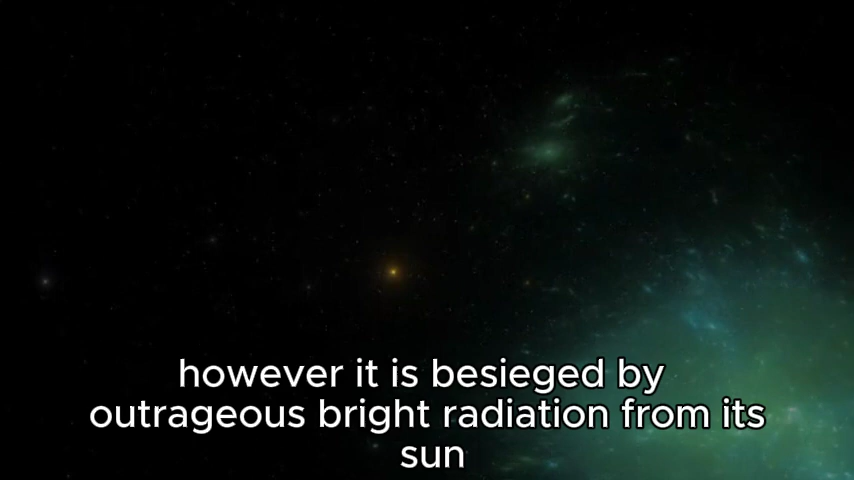 however it is besieged by
outrageous bright radiation from its
sun